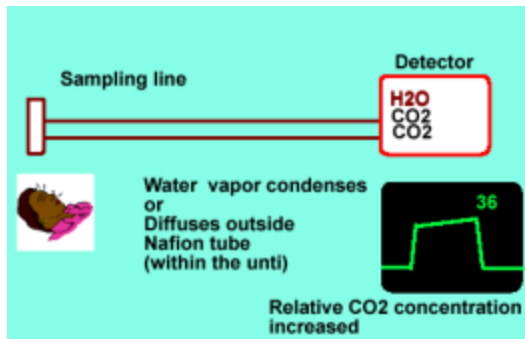 Detector
Sampling line
H2O
CO2
CO2
Water vapor condenses
or
Diffuses outside
Nafion tube
(within the unti)
36
Relative CO2 concentration
increased